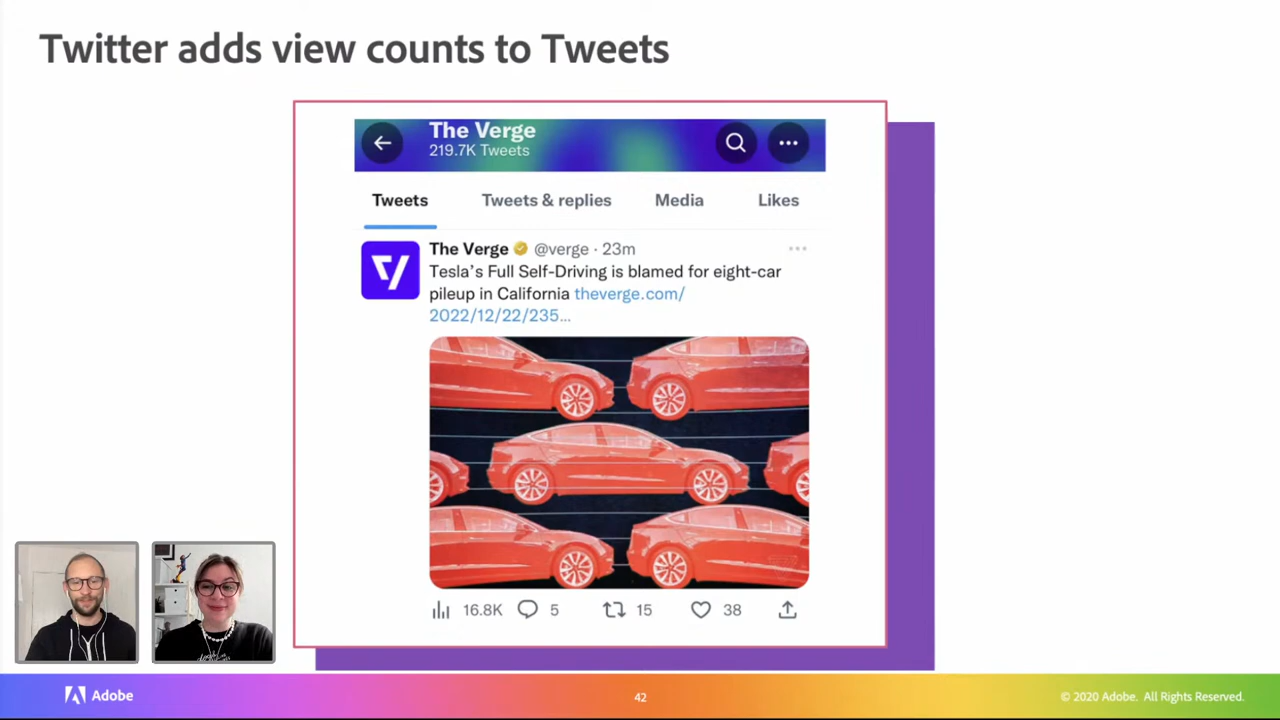 Twitter adds view counts to Tweets
The Verge
219.7K Tweets
Tweets Tweets & replies Media Likes
The Verge @verge · 23m
Tesla's Full Self-Driving is blamed for eight-car
pileup in California theverge.com/
2022/12/22/235…
16.8K 5 15 38
Adobe 42 © 2020 Adobe. All Rights Reserved.